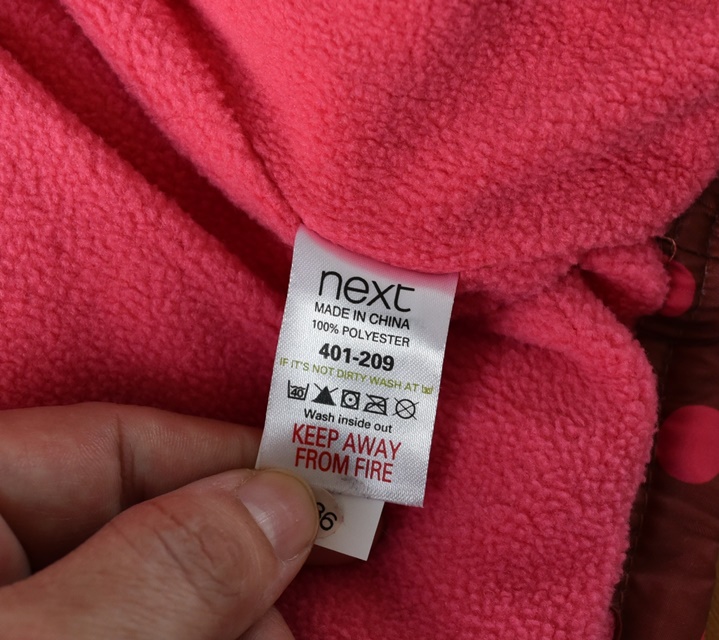 next
MADE IN CHINA
100% POLYESTER
401-209
IF IT'S NOT DIRTY WASH AT
40
Wash inside out
KEEP AWAY
FROM FIRE